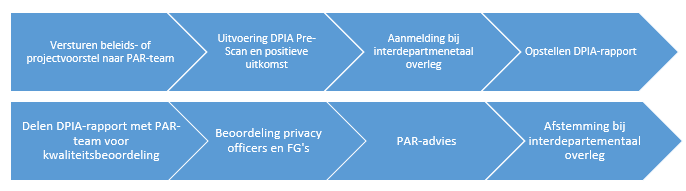 Versturen beleids- of
projectvoorstel naar PAR-team
Uitvoering DPIA Pre-
Scan en positieve
uitkomst
Aanmelding bij
interdepartmenetaal
overleg
Opstellen DPIA-rapport
Delen DPIA-rapport met PAR-
team voor
kwaliteitsbeoordeling
Beoordeling privacy
officers en FG's
PAR-advies
Afstemming bij
interdepartementaal
overleg